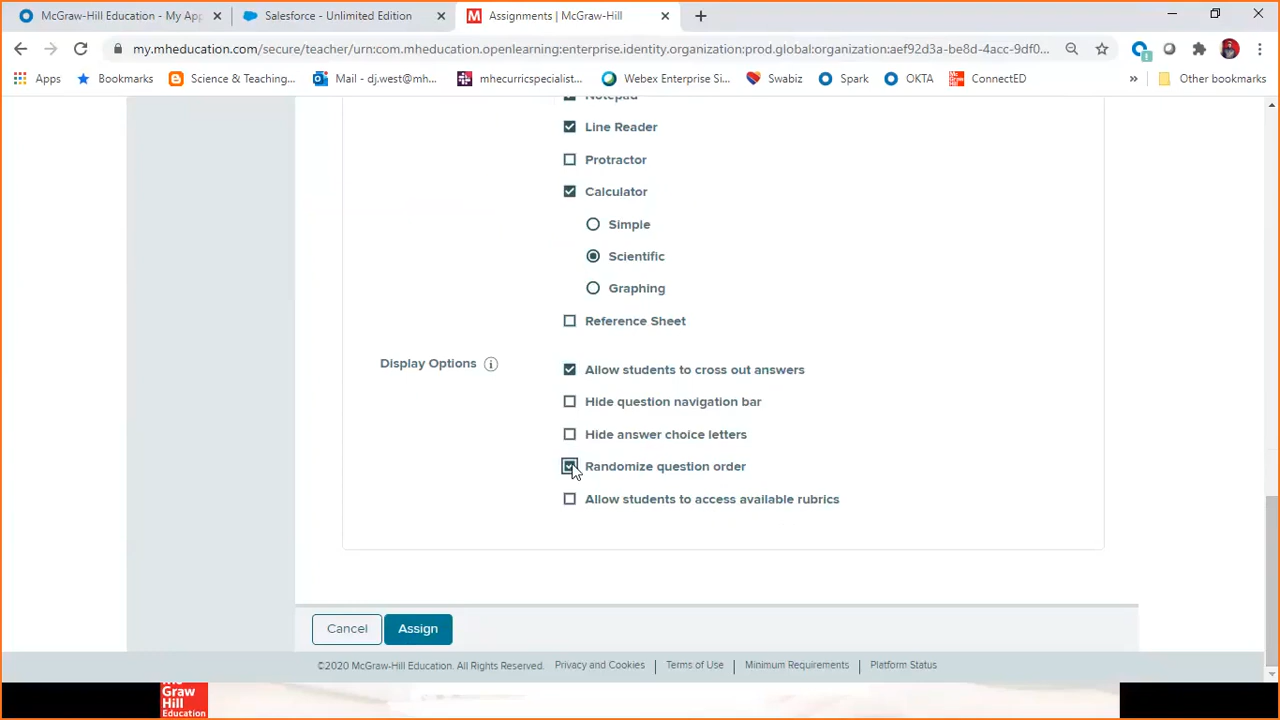 McGraw-Hill Education - My App
Salesforce - Unlimited Edition
Assignments | McGraw-Hill
my.mheducation.com/secure/teacher/urn:com.mheducation.openlearning:enterprise.identity.organization:prod.globalorganization:aef92d3a-be8d-4acc-9df0...
Apps
Bookmarks
Science & Teaching...
Mail - dj.west@mh...
mhecurricspecialist...
Webex Enterprise Si...
Swabiz
Spark
OKTA
ConnectED
Other bookmarks
Notepad
Line Reader
Protractor
Calculator
Simple
Scientific
Graphing
Reference Sheet
Display Options
Allow students to cross out answers
Hide question navigation bar
Hide answer choice letters
Randomize question order
Allow students to access available rubrics
Cancel
Assign
©2020 McGraw-Hill Education. All Rights Reserved.
Privacy and Cookies
Terms of Use
Minimum Requirements
Platform Status
Graw
Hill
Education